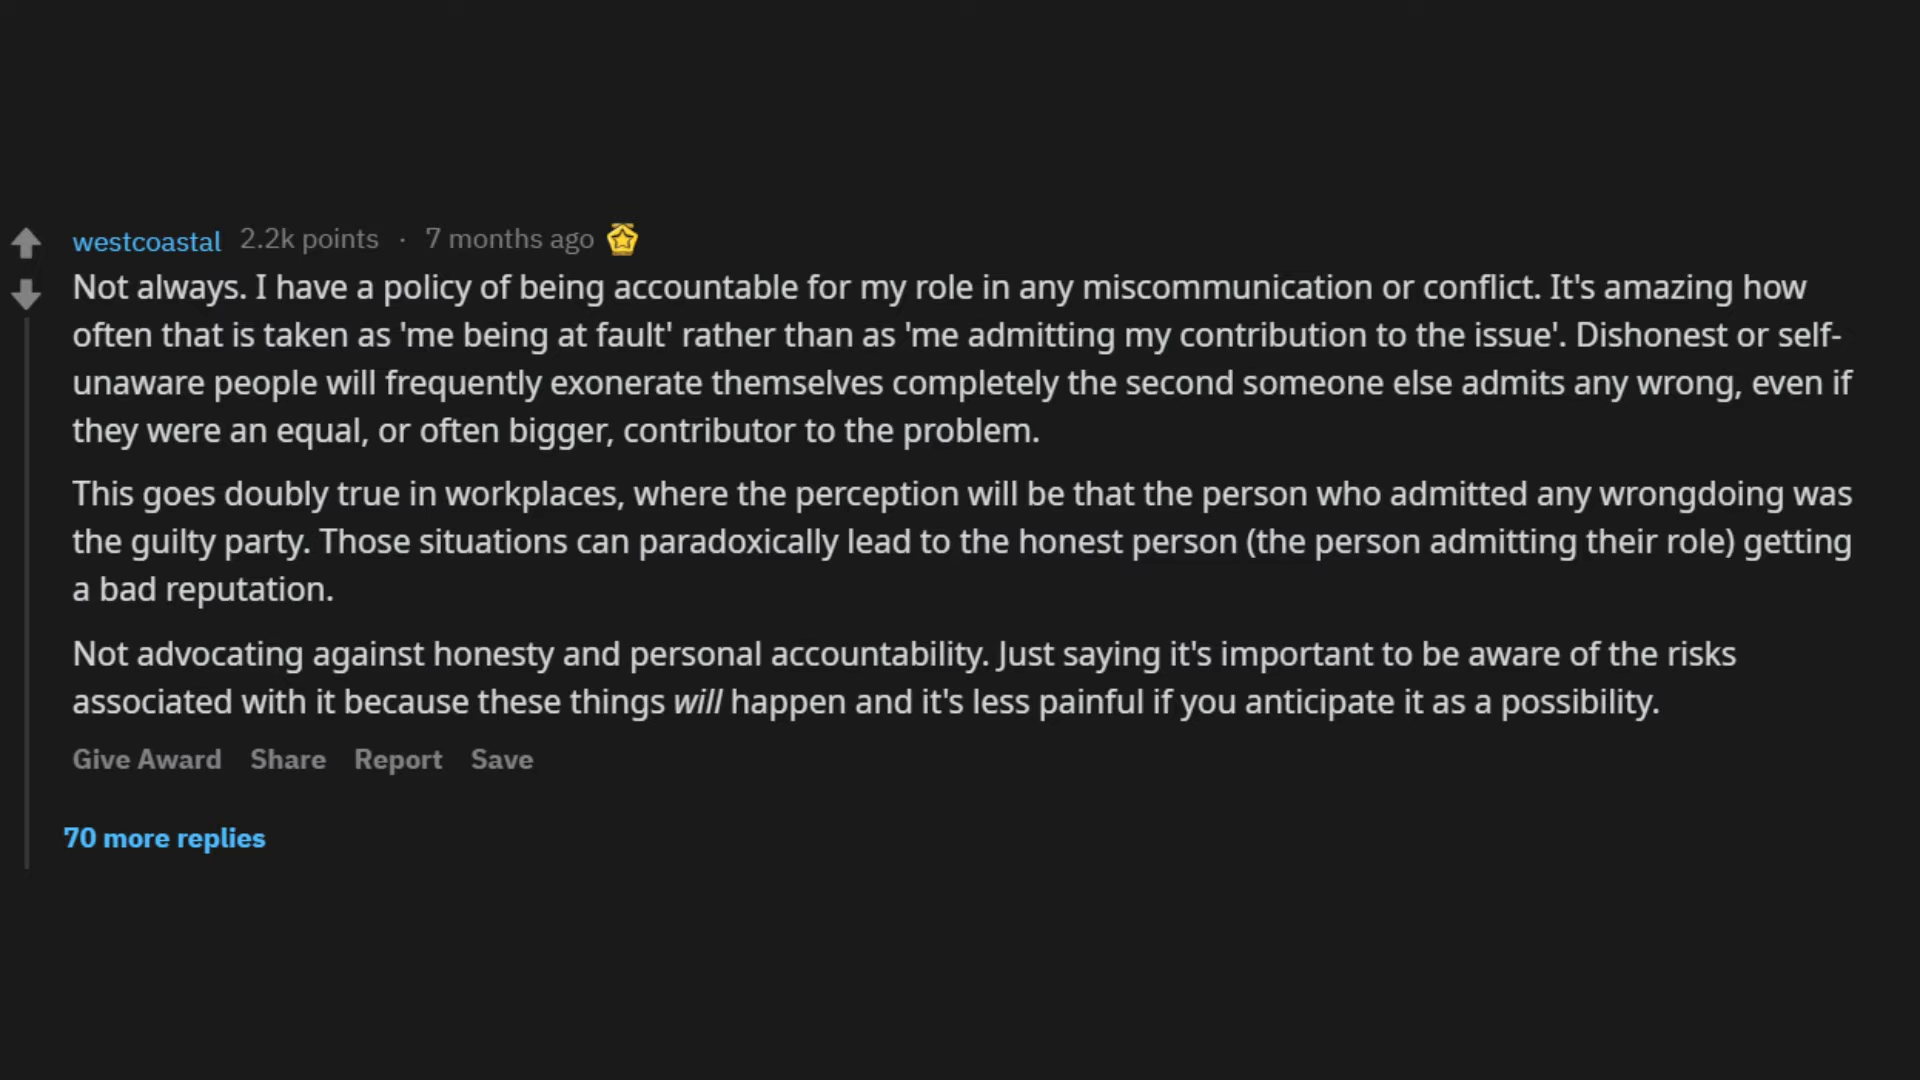 westcoastal 2.2k points · 7 months ago
Not always. I have a policy of being accountable for my role in any miscommunication or conflict. It's amazing how
often that is taken as 'me being at fault' rather than as 'me admitting my contribution to the issue'. Dishonest or self-
unaware people will frequently exonerate themselves completely the second someone else admits any wrong, even if
they were an equal, or often bigger, contributor to the problem.
This goes doubly true in workplaces, where the perception will be that the person who admitted any wrongdoing was
the guilty party. Those situations can paradoxically lead to the honest person (the person admitting their role) getting
a bad reputation.
Not advocating against honesty and personal accountability. Just saying it's important to be aware of the risks
associated with it because these things will happen and it's less painful if you anticipate it as a possibility.
Give Award Share Report Save
70 more replies